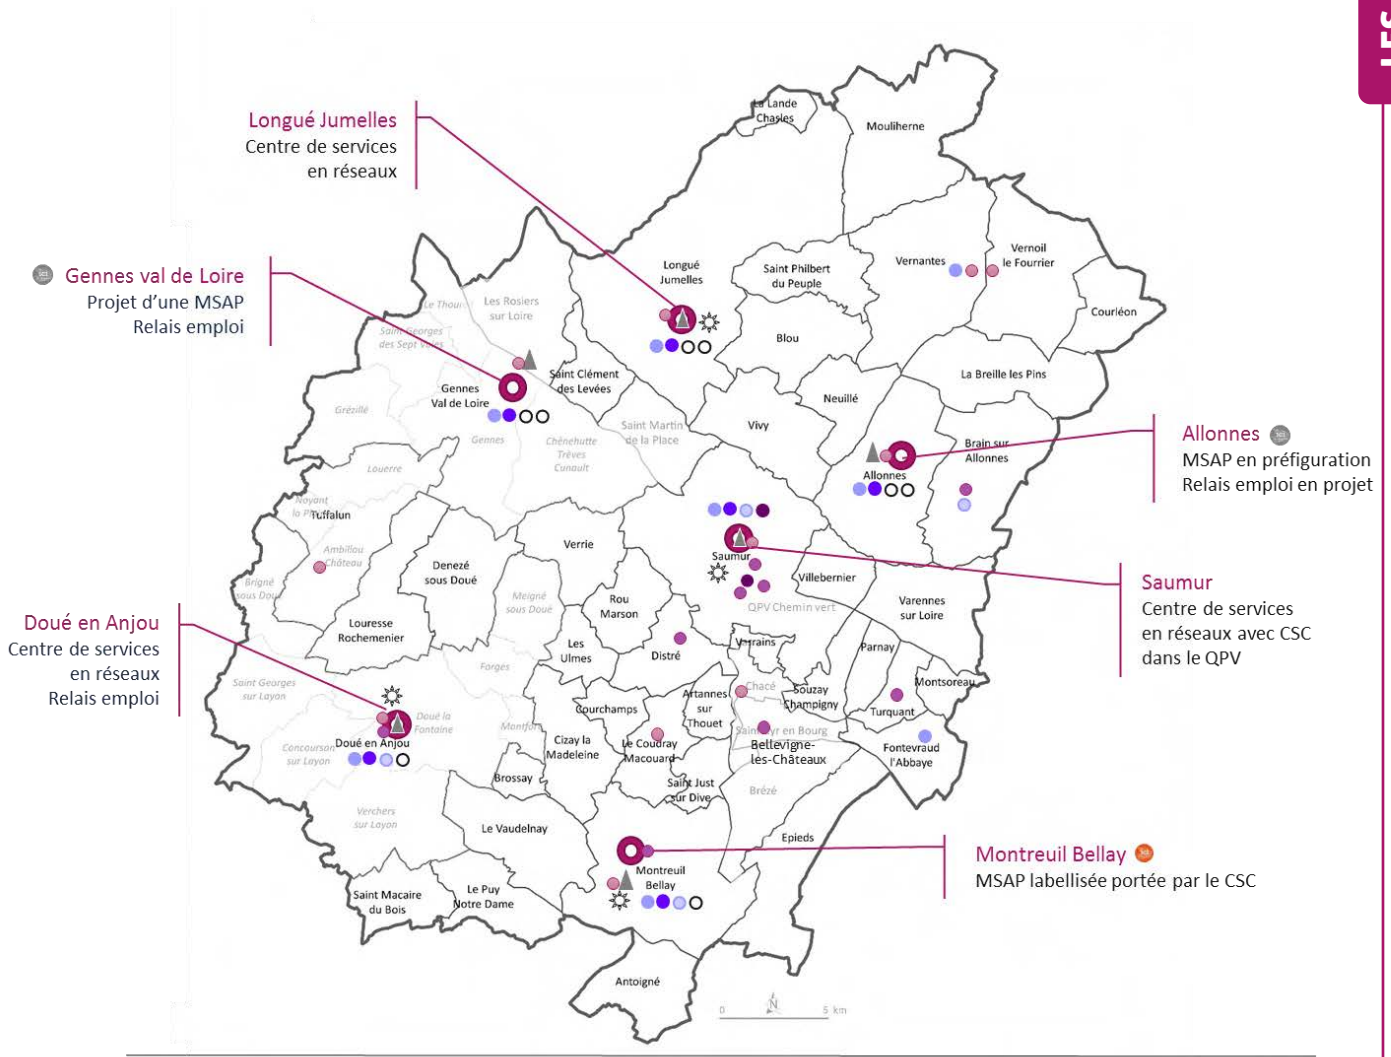 LES
La Lande
Chasles
Mouliherne
Longué Jumelles
Centre de services
en réseaux
Vernoil
le Fourrier
Vernantes
Longué
Jumelles
Saint Philbert
du Peuple
Gennes val de Loire
Projet d'une MSAP
Relais emploi
Les Rosiers
sur Loire
Courléon
Saint Georges
des Sept Voies
Blou
Saint Clément
des Levées
La Breille les Pins
Gennes
Val de Loire
Neuillé
Grézillé
Saint Martin
de la Place
Vivy
Gennes
Chênehutte
Trèves
Cunault
Brain sur
Allonnes
Allonnes
MSAP en préfiguration
Relais emploi en projet
Louerre
Allonnes
Noyant
Tuffalun
Ambillou
Château
Verrie
Saumur
Denezé
sous Doué
Villebernier
Brigné
sous Doué
Meigné
sous Doué
Rou
Marson
QPV Chemin vert
Varennes
sur Loire
Saumur
Centre de services
en réseaux avec CSC
dans le QPV
Doué en Anjou
Centre de services
en réseaux
Relais emploi
Louresse
Rochemenier
Les
Ulmes
Distré
Varrains
Parnay
Forges
Saint Georges
sur Layon
Montsoreau
Chacé
Souzay
Champigny
Artannes
sur
Thouet
Courchamps
Turquant
Doué la
Fontaine
Montfort
Saint Cyr en Bourg
Doué en Anjou
Concourson
sur Layon
Cizay la
Madeleine
Le Coudray
Macouard
Bellevigne-
les-Châteaux
Fontevraud
l'Abbaye
Brossay
Saint Just
sur Dive
Brézé
Verchers
sur Layon
Le Vaudelnay
Epieds
Montreuil Bellay
MSAP labellisée portée par le CSC
Montreuil
Bellay
Saint Macaire
du Bois
Le Puy
Notre Dame
Antoigné
N
0 5 km